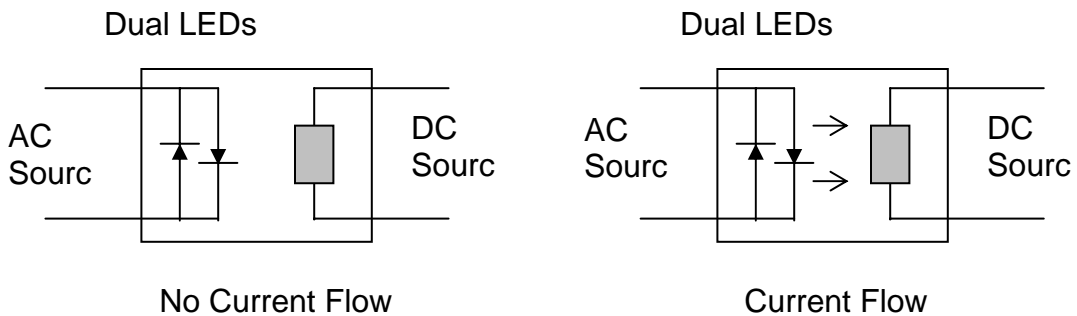 Dual LEDs
AC
Sourc
DC
Sourc
No Current Flow
Dual LEDs
AC
Sourc
DC
Sourc
Current Flow